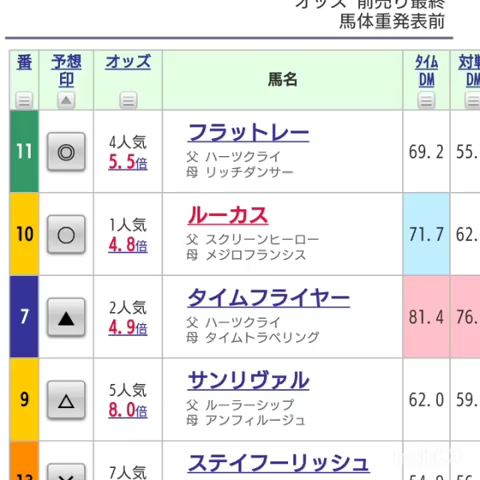 オッズ 前売り最終
馬体重発表前
番 予想印 オッズ 馬名 タイムDM 対戦DM
11 ◎ 4人気 フラットレー 69.2 55.
5.5倍 父 ハーツクライ
母 リッチダンサー
10 ○ 1人気 ルーカス 71.7 62.
4.8倍 父 スクリーンヒーロー
母 メジロフランシス
7 ▲ 2人気 タイムフライヤー 81.4 76.
4.9倍 父 ハーツクライ
母 タイムトラベリング
9 △ 5人気 サンリヴァル 62.0 59.
8.0倍 父 ルーラーシップ
母 アンフィルージュ
7人気 ステイフーリッシュ